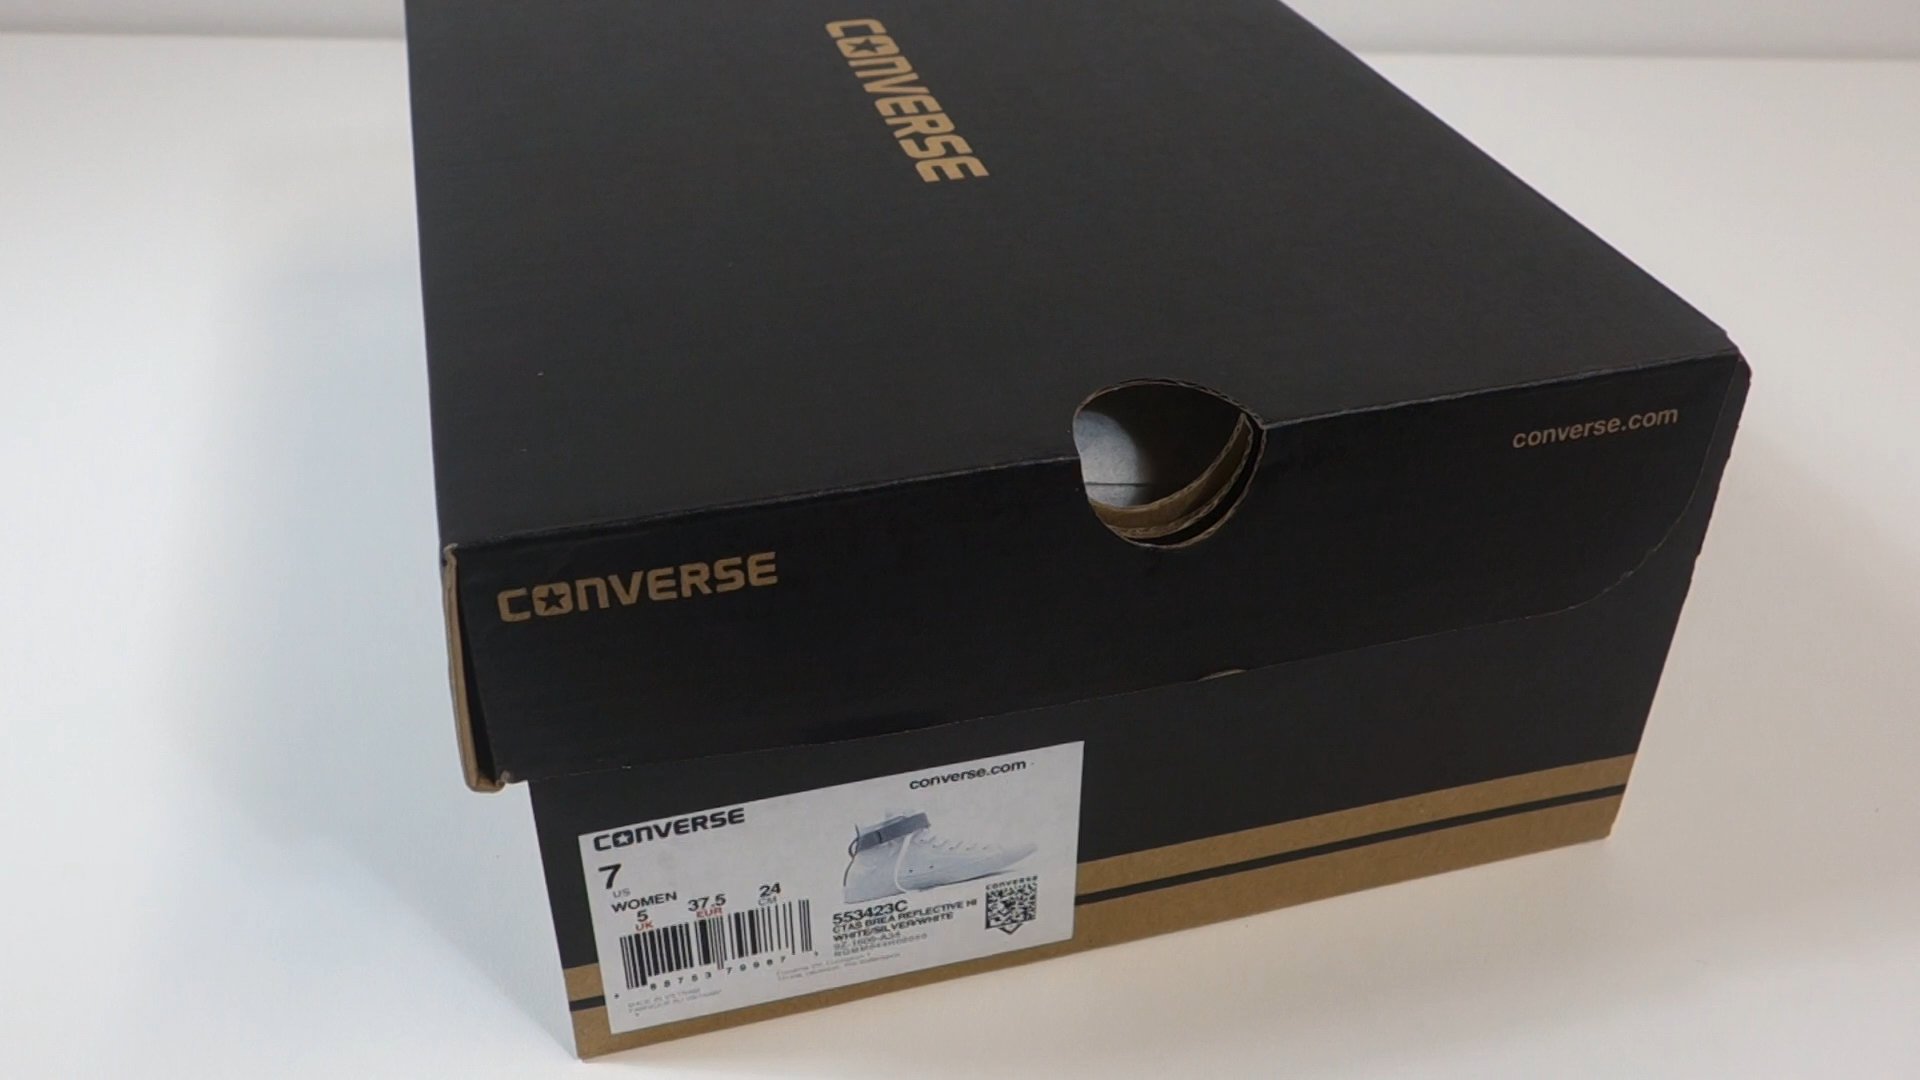 CONVERSE
converse.com
CONVERSE
converse.com
CONVERSE
7
US
WOMEN
5 37.5 24
UK EUR CM
CONVERSE
553423C
CTAS BREA REFLECTIVE HI
WHITE/SILVER/WHITE